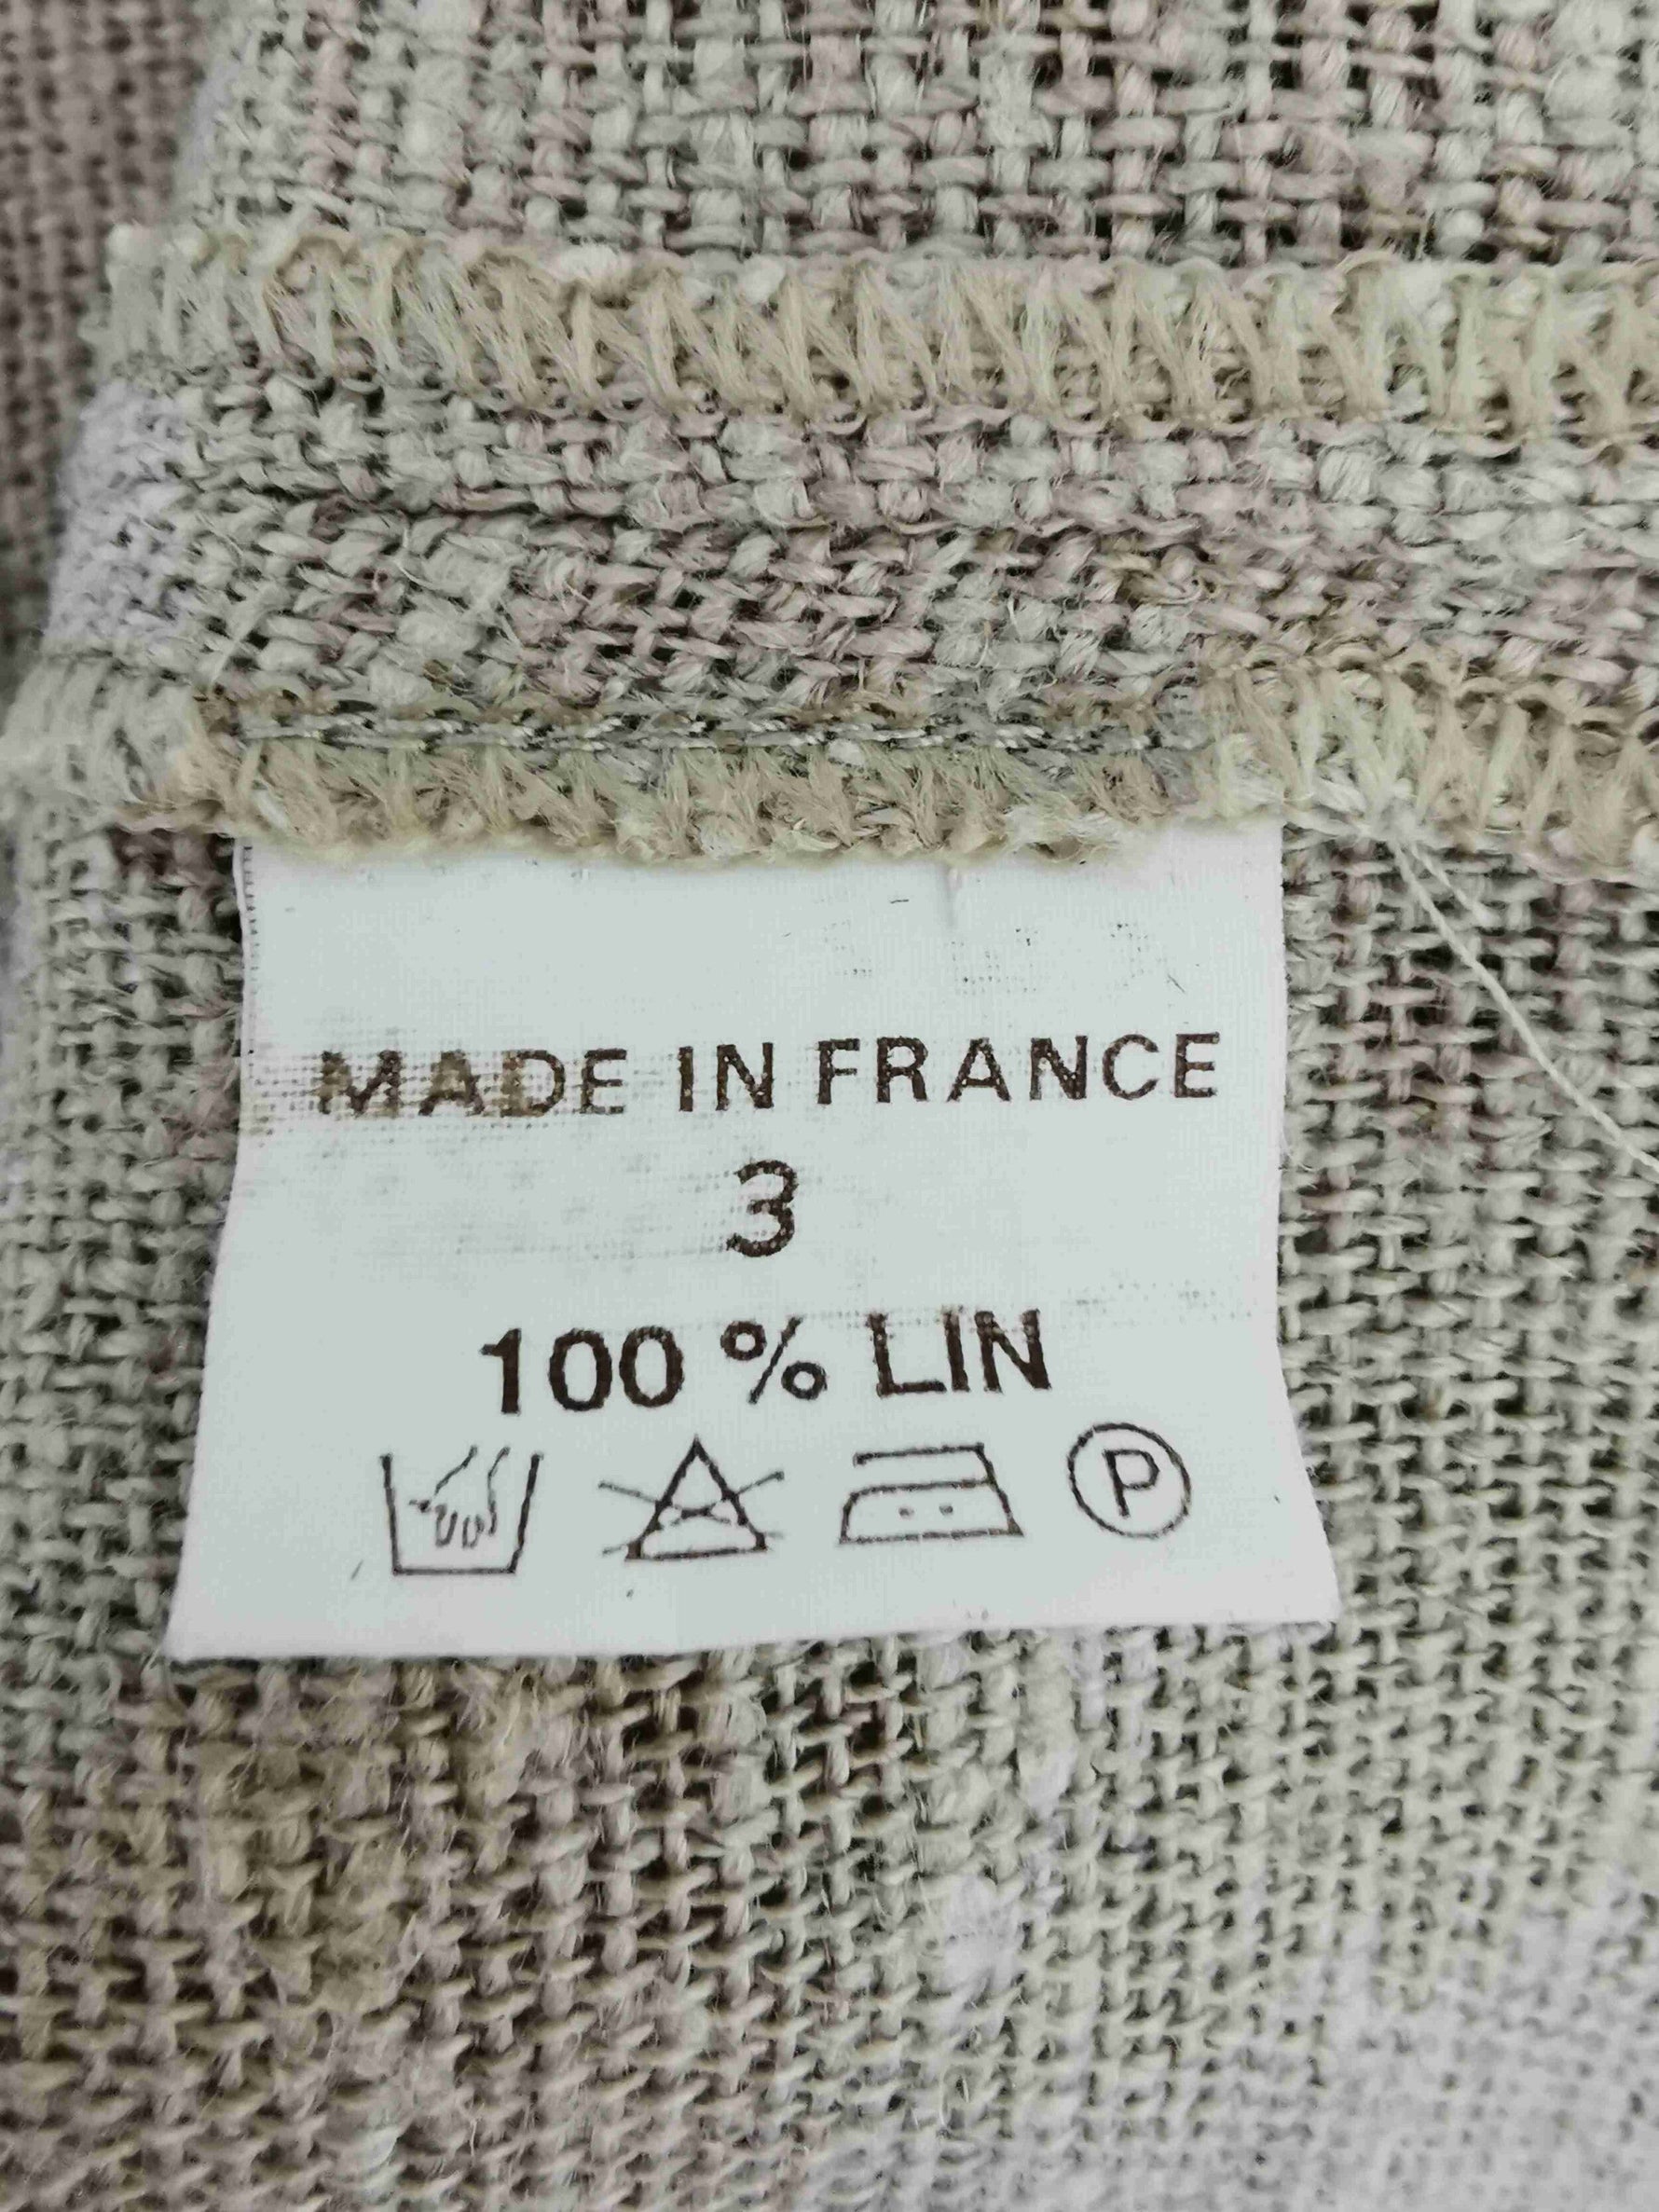 MADE IN FRANCE
3
100 % LIN
P